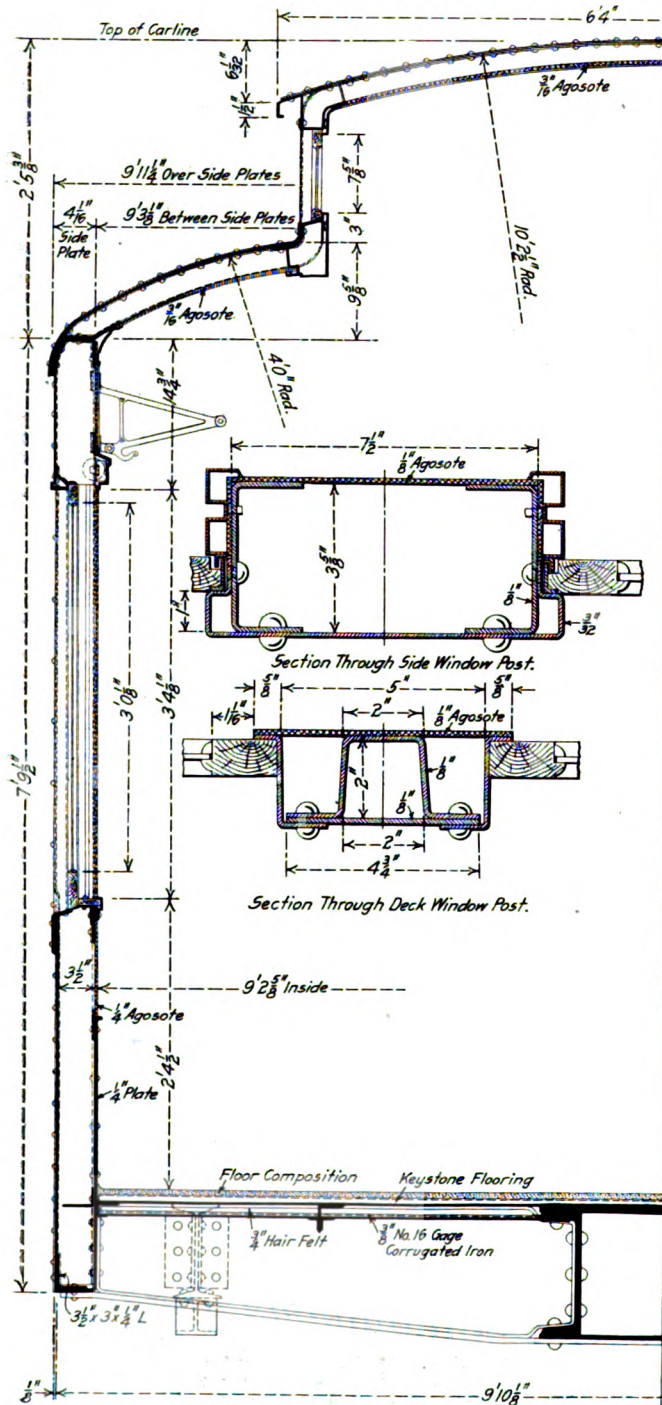 6'4"
Top of Carline
6 1/32"
1/2"
3/16" Agosote
2'5 3/8"
9'11 1/4" Over Side Plates
4 1/16"
9'3 1/8" Between Side Plates
Side
Plate
7 5/8"
3"
9 5/8"
10'2 1/2" Rad.
3/16" Agosote
4'0" Rad.
14 3/4"
7 1/2"
1/8" Agosote
3 5/8"
1"
1/8"
3/32"
Section Through Side Window Post.
5/8"
5"
5/8"
1 1/16"
2"
1/8" Agosote
2"
1/8"
1/8"
2"
4 3/4"
Section Through Deck Window Post.
3'0 1/8"
3'4 1/8"
7'9 1/2"
3 1/2"
9'2 5/8" Inside
1/4" Agosote
2'4 1/2"
1/4" Plate
Floor Composition
Keystone Flooring
3/4" Hair Felt
3/8" No. 16 Gage
Corrugated Iron
3 1/2" x 3" x 1/4" L
1/8"
9'10 1/8"